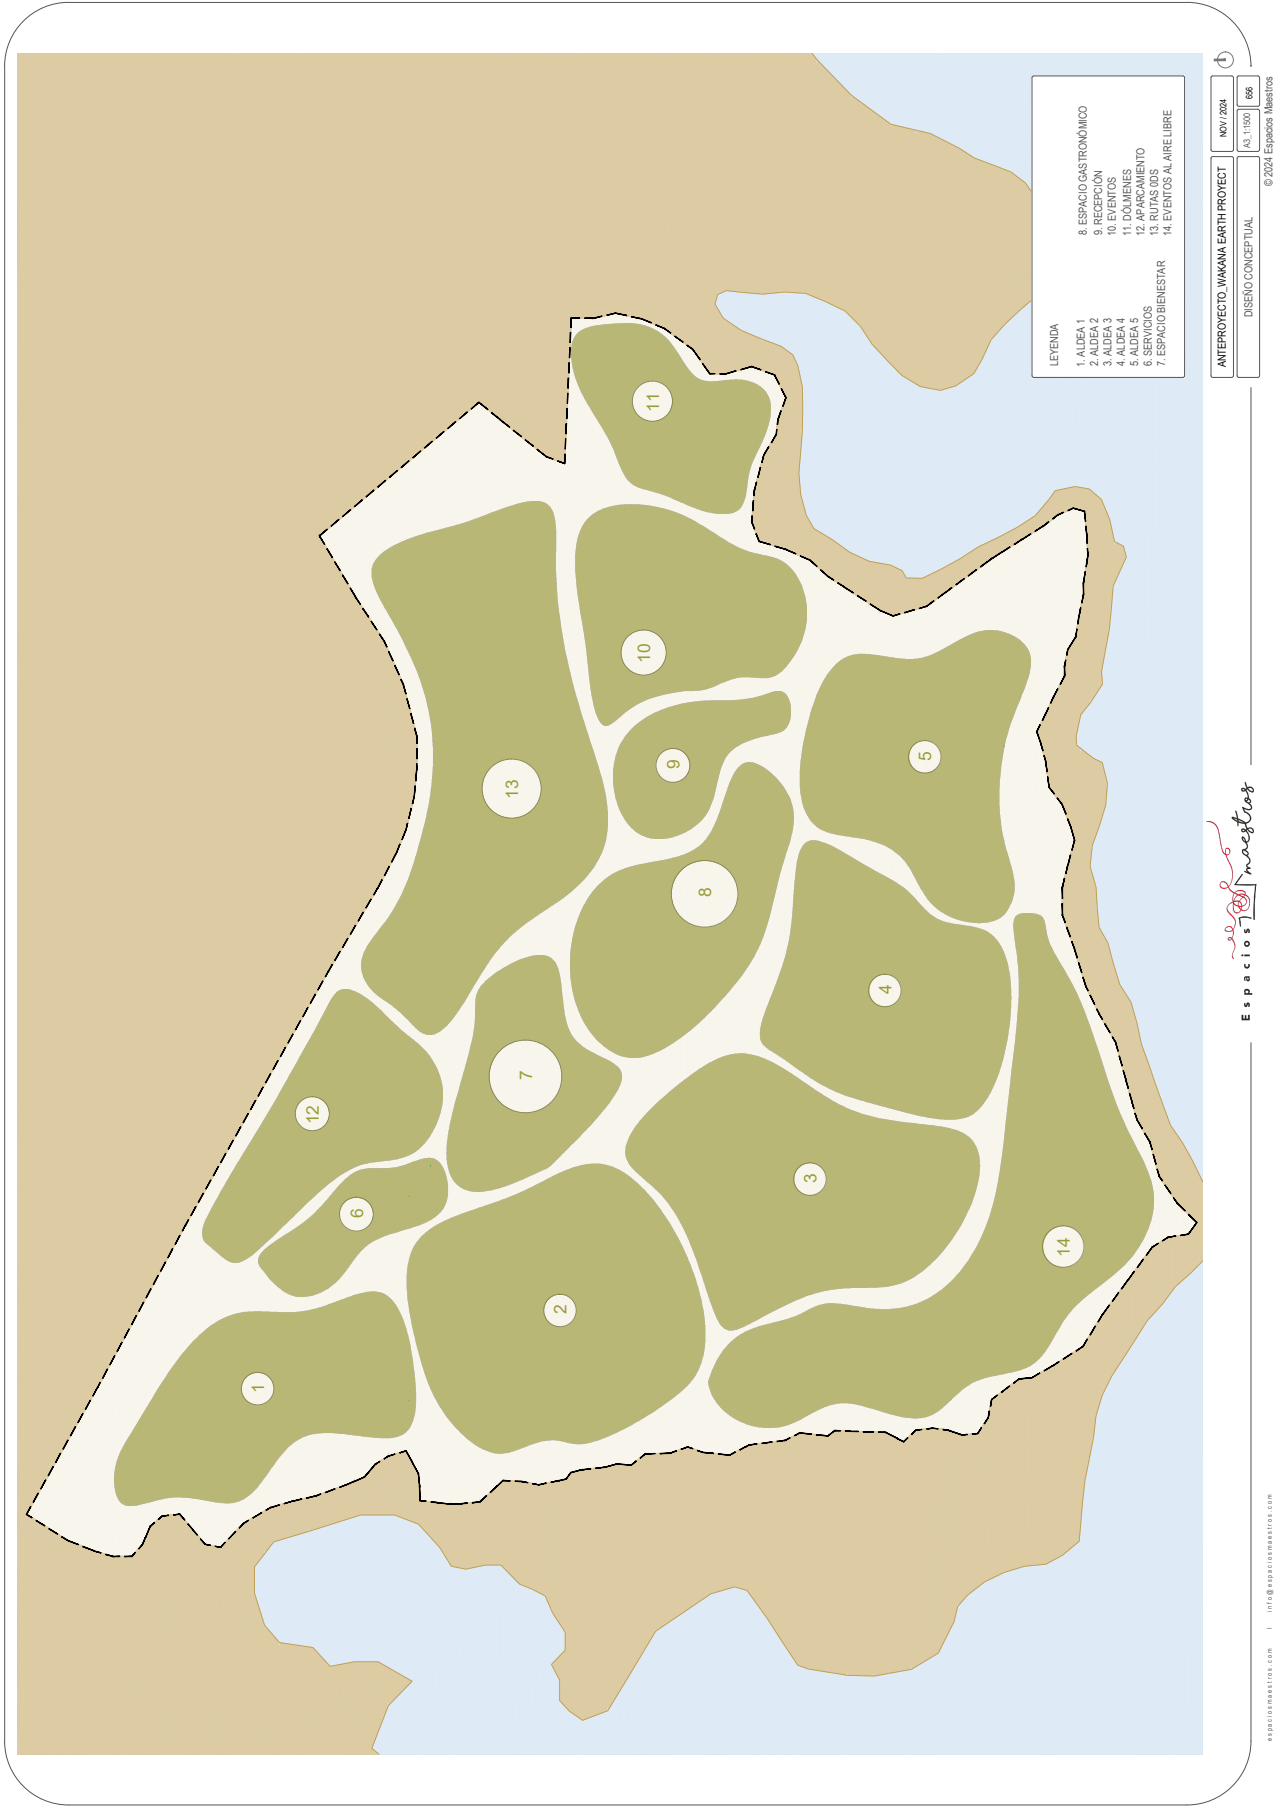 LEYENDA
1. ALDEA 1
2. ALDEA 2
3. ALDEA 3
4. ALDEA 4
5. ALDEA 5
6. SERVICIOS
7. ESPACIO BIENESTAR
8. ESPACIO GASTRONÓMICO
9. RECEPCIÓN
10. EVENTOS
11. DÓLMENES
12. APARCAMIENTO
13. RUTAS 0DS
14. EVENTOS AL AIRE LIBRE
ANTEPROYECTO_WAKANA EARTH PROYECT
NOV / 2024
DISEÑO CONCEPTUAL
A3_1:1500
656
© 2024 Espacios Maestros
Espacios maestros
espaciosmaestros.com | info@espaciosmaestros.com
1
2
3
4
5
6
7
8
9
10
11
12
13
14